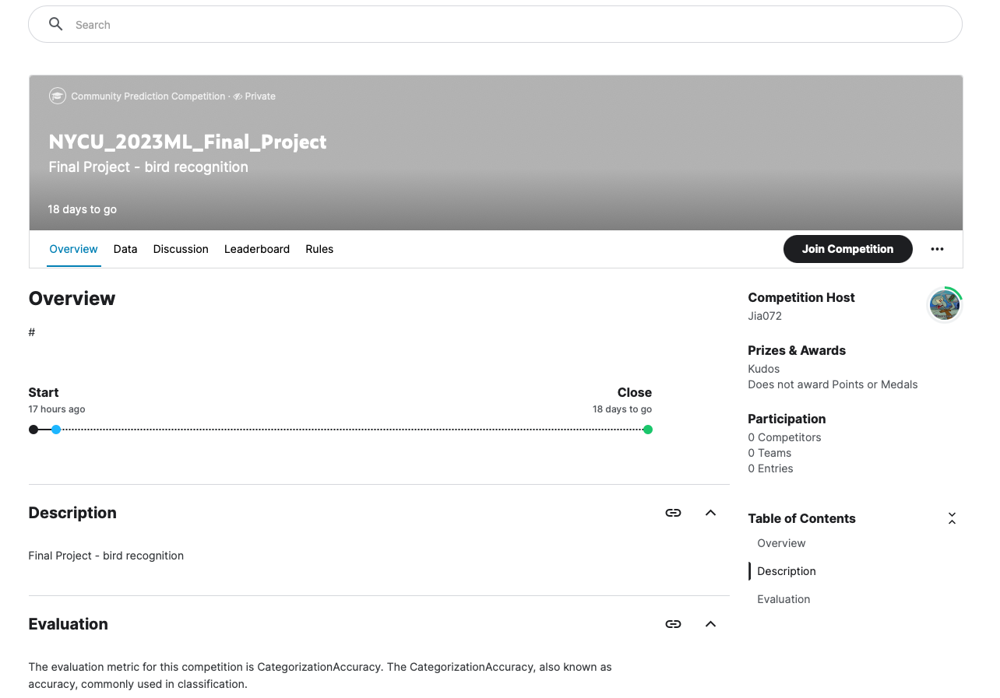 Search
Community Prediction Competition · Private
NYCU_2023ML_Final_Project
Final Project - bird recognition
18 days to go
Overview Data Discussion Leaderboard Rules
Join Competition
Overview
#
Start
17 hours ago
Close
18 days to go
Description
Final Project - bird recognition
Evaluation
The evaluation metric for this competition is CategorizationAccuracy. The CategorizationAccuracy, also known as
accuracy, commonly used in classification.
Competition Host
Jia072
Prizes & Awards
Kudos
Does not award Points or Medals
Participation
0 Competitors
0 Teams
0 Entries
Table of Contents
Overview
Description
Evaluation